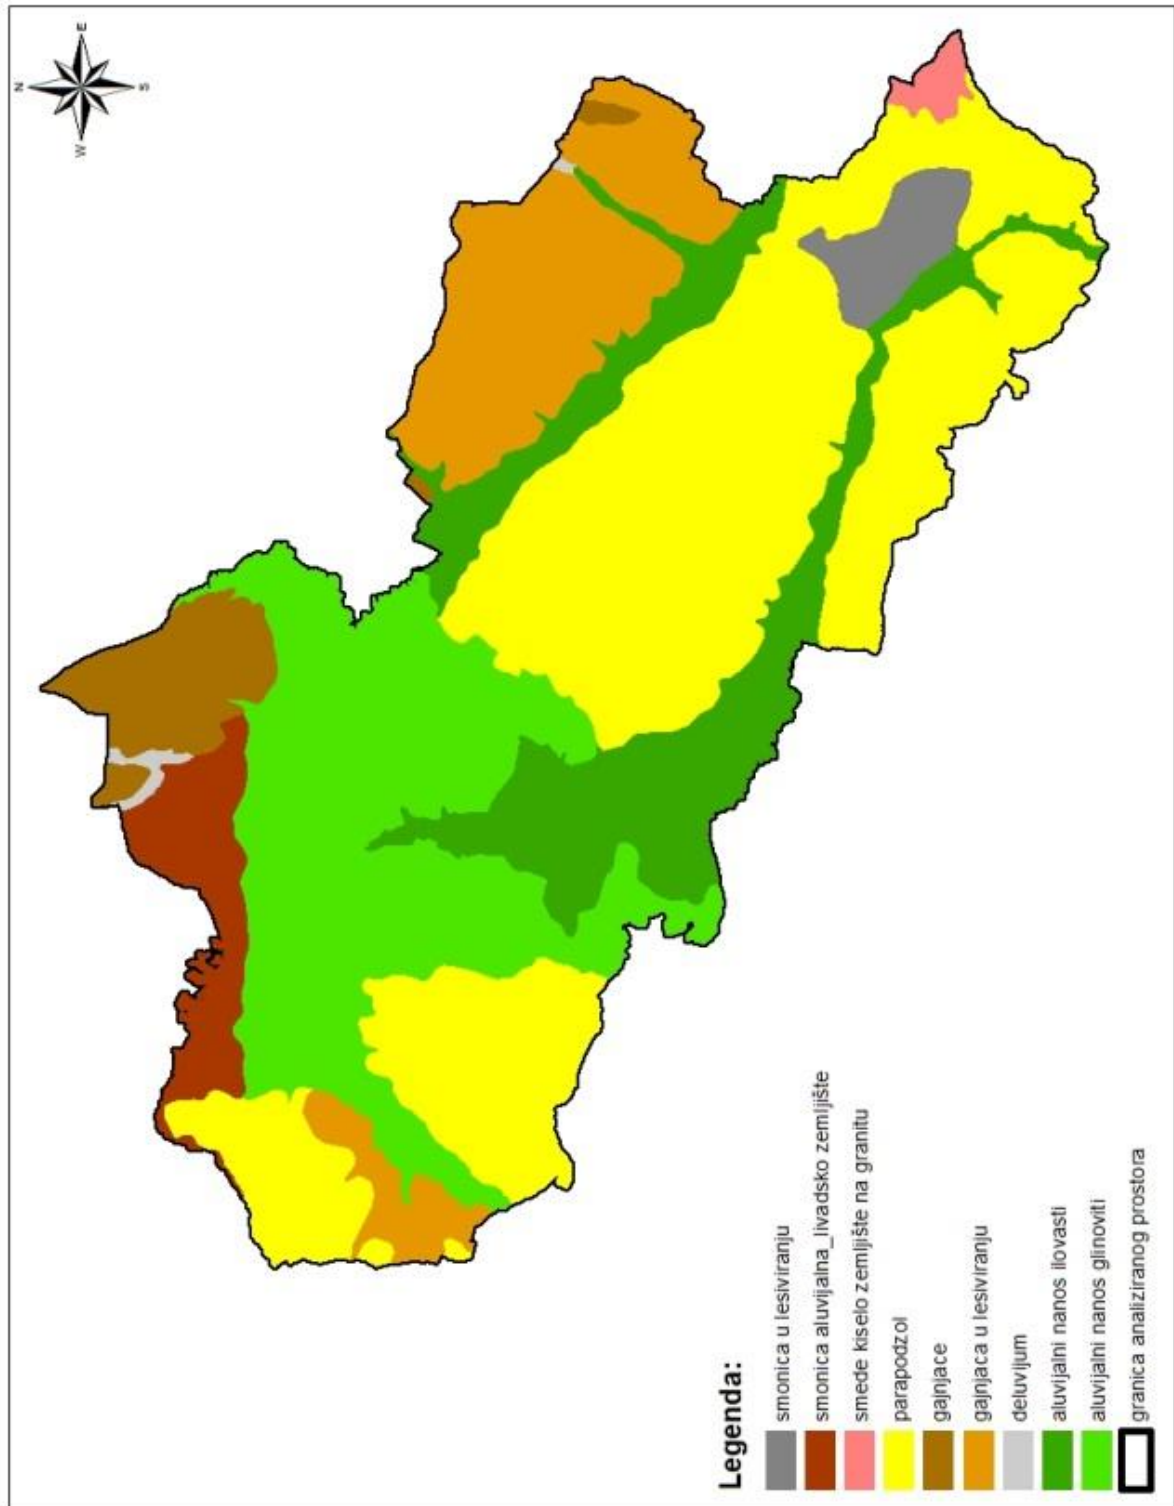 N
E
W
S
Legenda:
smonica u lesiviranju
smonica aluvijalna_livadsko zemljište
smeđe kiselo zemljište na granitu
parapodzol
gajnjace
gajnjaca u lesiviranju
deluvijum
aluvijalni nanos ilovasti
aluvijalni nanos glinoviti
granica analiziranog prostora